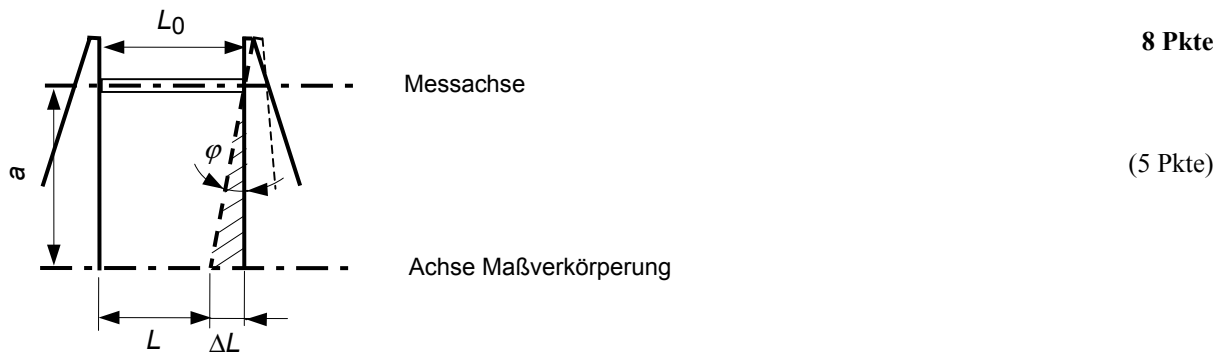 L0
8 Pkte
Messachse
φ
(5 Pkte)
a
Achse Maßverkörperung
L ΔL